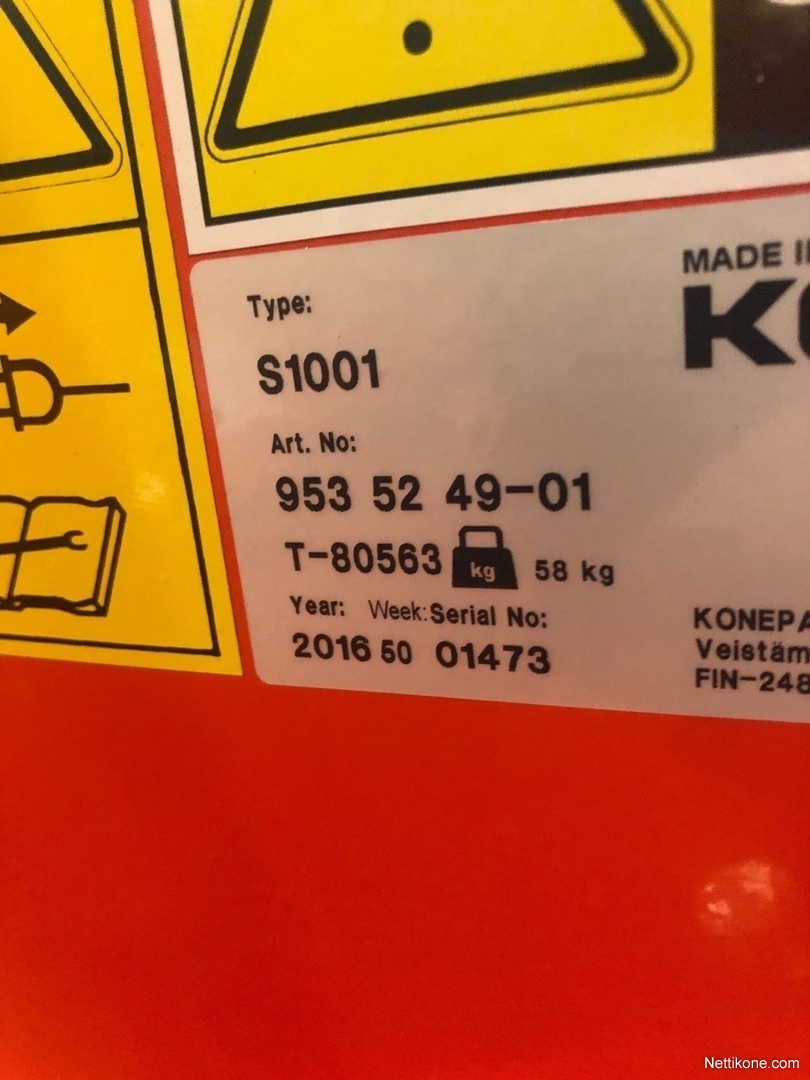 MADE I
K
Type:
S1001
Art. No:
953 52 49-01
T-80563 kg 58 kg
Year: Week: Serial No:
2016 50 01473
KONEPA
Veistäm
FIN-248
Nettikone.com